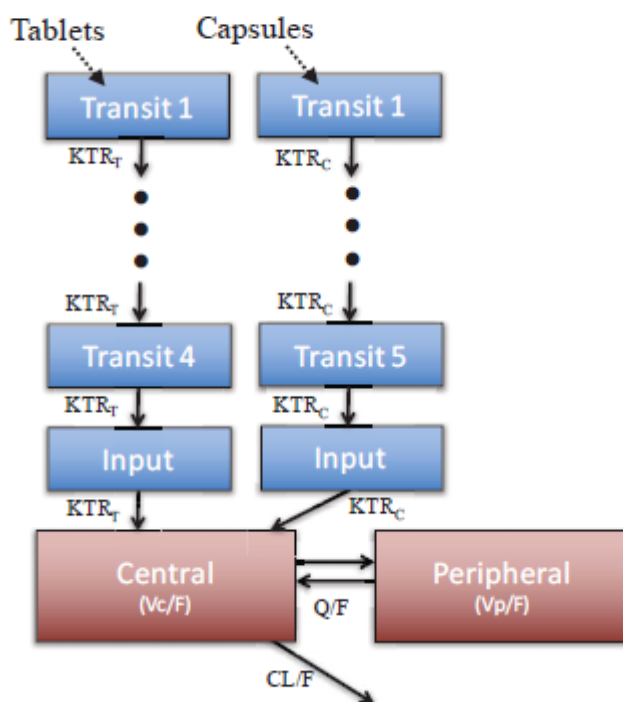 Tablets
Capsules
Transit 1
Transit 1
KTR_T
KTR_C
KTR_T
KTR_C
Transit 4
Transit 5
KTR_T
KTR_C
Input
Input
KTR_T
KTR_C
Central
(Vc/F)
Q/F
Peripheral
(Vp/F)
CL/F